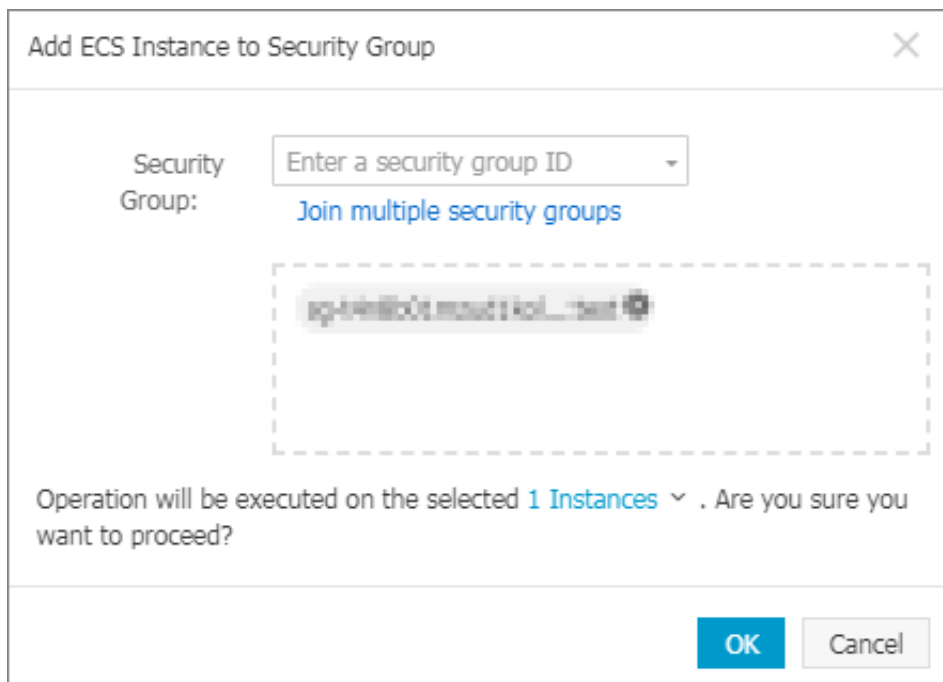 Add ECS Instance to Security Group
Security
Group:
Enter a security group ID
Join multiple security groups
Operation will be executed on the selected 1 Instances . Are you sure you
want to proceed?
OK
Cancel